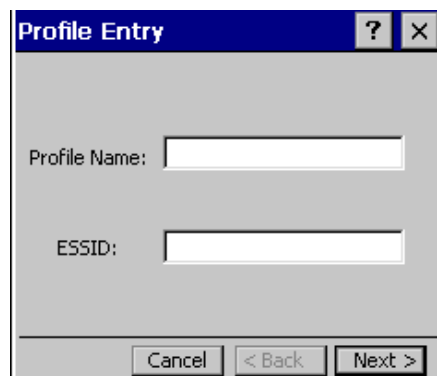 Profile Entry ? ×
Profile Name:
ESSID:
Cancel < Back Next >